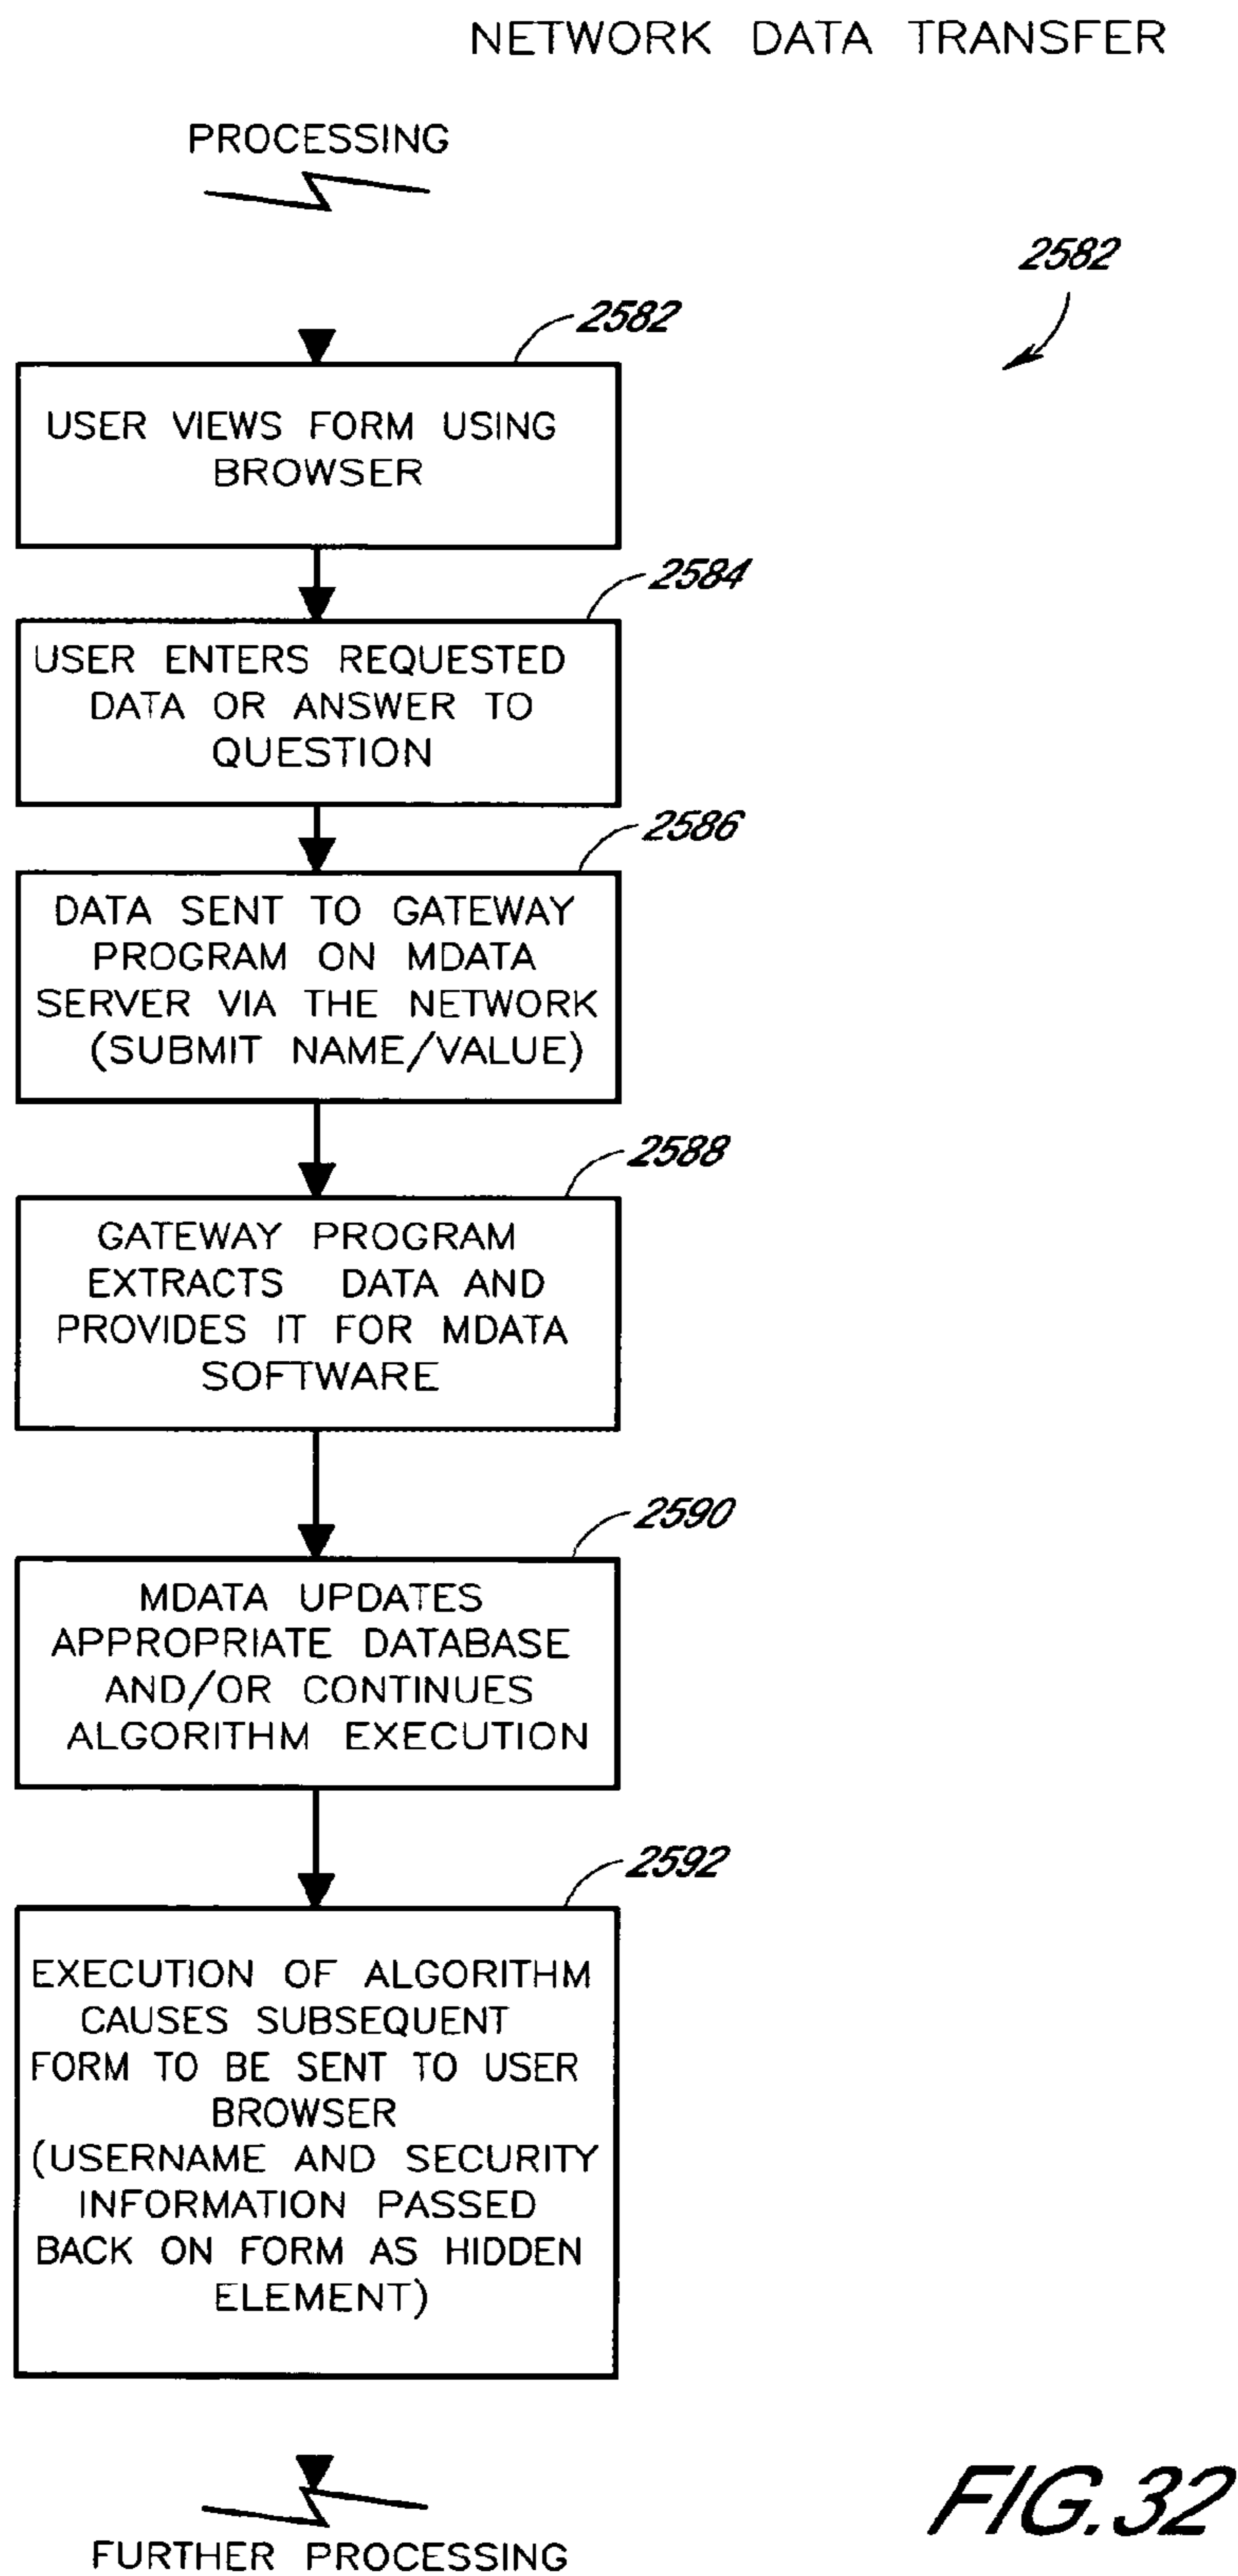 NETWORK DATA TRANSFER
PROCESSING
2582
2582
USER VIEWS FORM USING
BROWSER
2584
USER ENTERS REQUESTED
DATA OR ANSWER TO
QUESTION
2586
DATA SENT TO GATEWAY
PROGRAM ON MDATA
SERVER VIA THE NETWORK
(SUBMIT NAME/VALUE)
2588
GATEWAY PROGRAM
EXTRACTS DATA AND
PROVIDES IT FOR MDATA
SOFTWARE
2590
MDATA UPDATES
APPROPRIATE DATABASE
AND/OR CONTINUES
ALGORITHM EXECUTION
2592
EXECUTION OF ALGORITHM
CAUSES SUBSEQUENT
FORM TO BE SENT TO USER
BROWSER
(USERNAME AND SECURITY
INFORMATION PASSED
BACK ON FORM AS HIDDEN
ELEMENT)
FURTHER PROCESSING
FIG.32